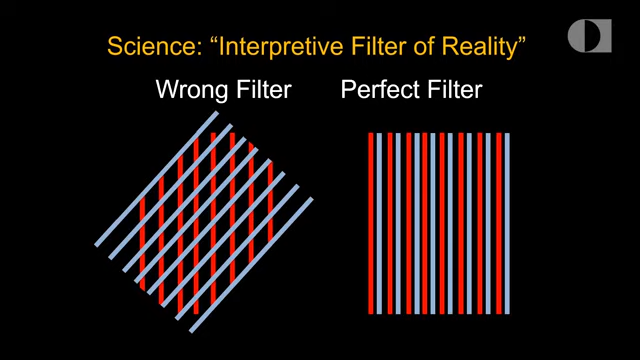 Science: “Interpretive Filter of Reality”
Wrong Filter
Perfect Filter